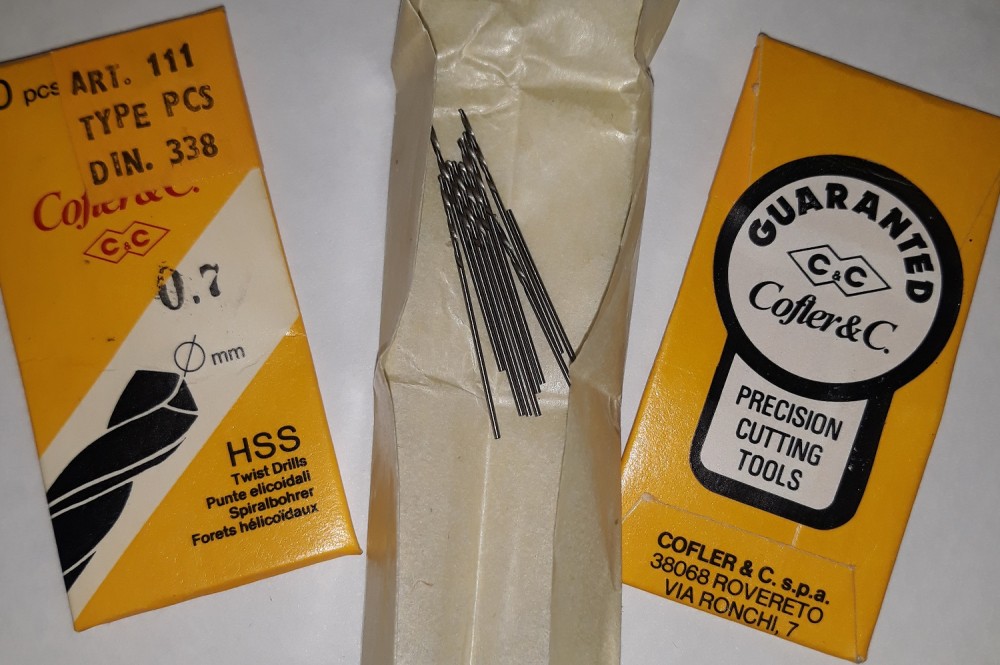 pcs
ART. 111
TYPE PCS
DIN. 338
Cofler & C.
C & C
0.7
Ø mm
HSS
Twist Drills
Punte elicoidali
Spiralbohrer
Forets hélicoïdaux
GUARANTED
C & C
Cofler & C.
PRECISION
CUTTING
TOOLS
COFLER & C. s.p.a.
38068 ROVERETO
VIA RONCHI, 7